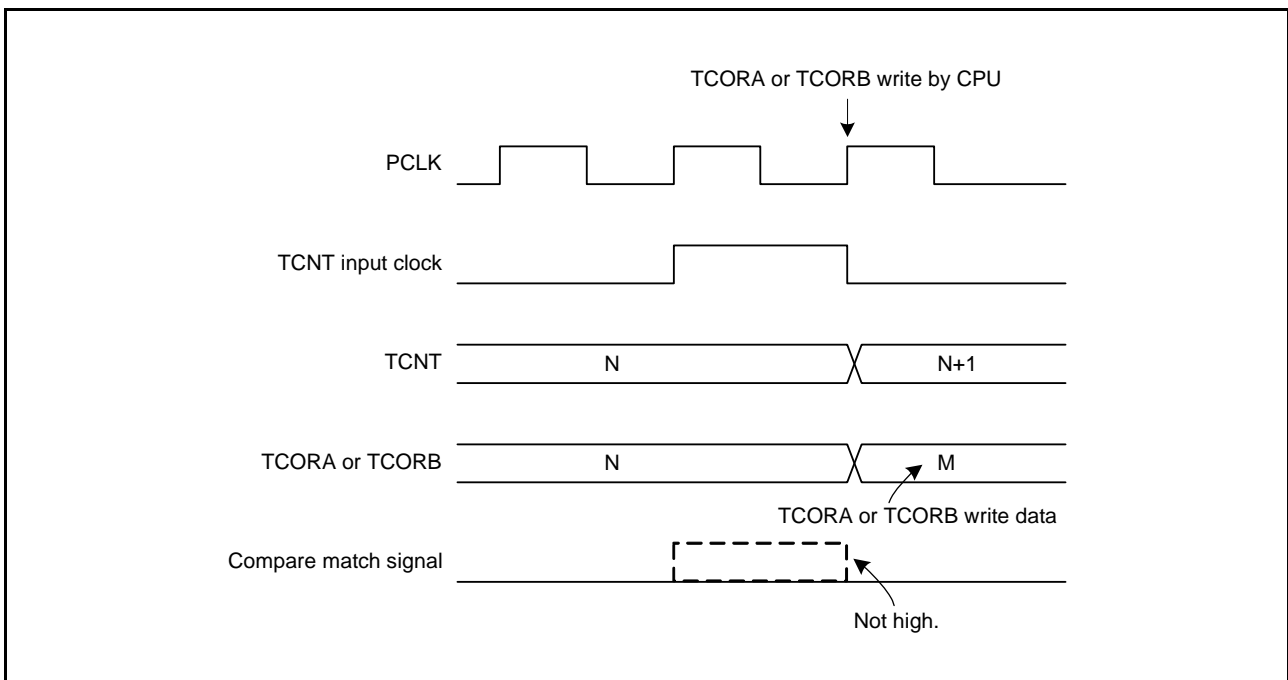 TCORA or TCORB write by CPU
PCLK
TCNT input clock
TCNT
N
N+1
TCORA or TCORB
N
M
TCORA or TCORB write data
Compare match signal
Not high.